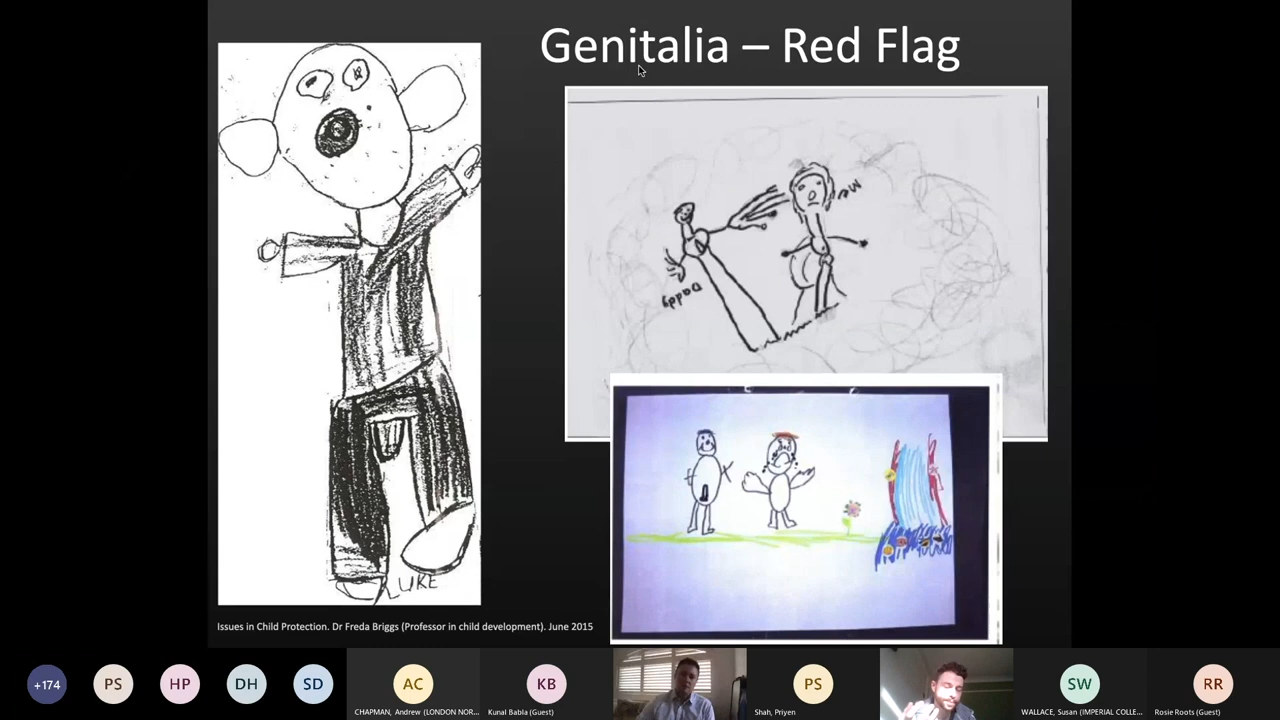 Genitalia – Red Flag
Me
Daddy
LUKE
Issues in Child Protection. Dr Freda Briggs (Professor in child development). June 2015
+174
PS
HP
DH
SD
AC
KB
PS
SW
RR
CHAPMAN, Andrew (LONDON NOR...
Kunal Babla (Guest)
Shah, Priyen
WALLACE, Susan (IMPERIAL COLLE...
Rosie Roots (Guest)